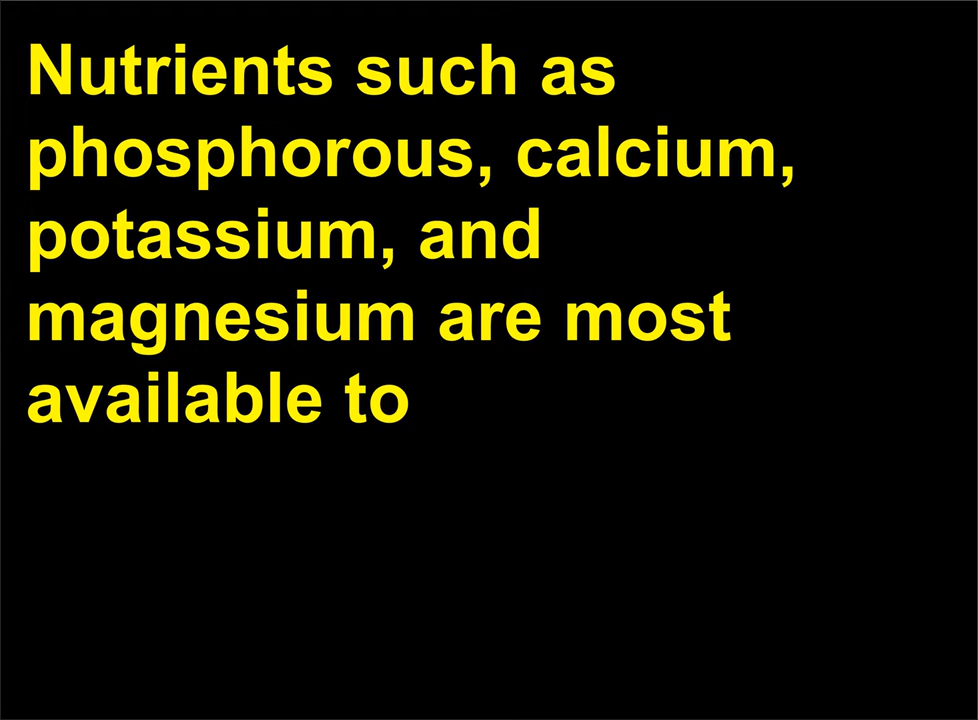 Nutrients such as
phosphorous, calcium,
potassium, and
magnesium are most
available to